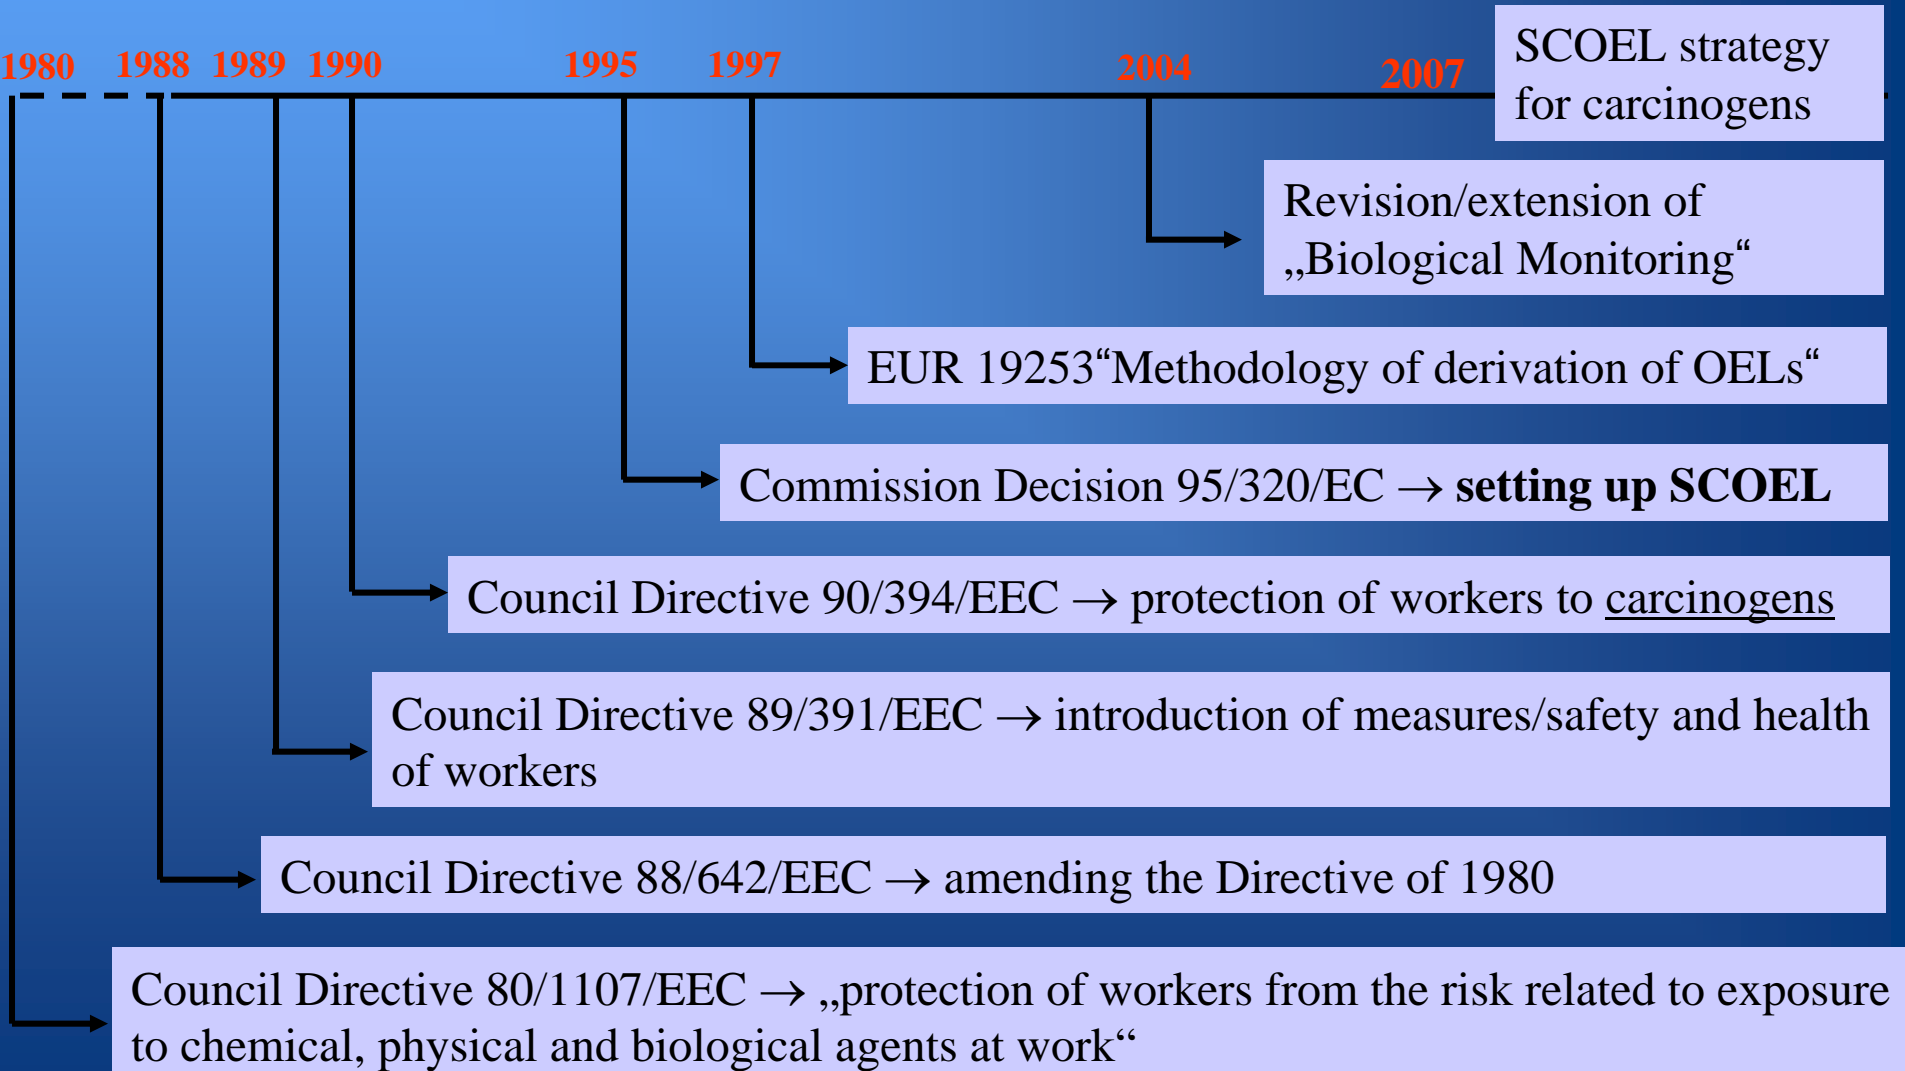 1980 1988 1989 1990 1995 1997 2004 2007
SCOEL strategy
for carcinogens
Revision/extension of
„Biological Monitoring“
EUR 19253“Methodology of derivation of OELs“
Commission Decision 95/320/EC → setting up SCOEL
Council Directive 90/394/EEC → protection of workers to carcinogens
Council Directive 89/391/EEC → introduction of measures/safety and health
of workers
Council Directive 88/642/EEC → amending the Directive of 1980
Council Directive 80/1107/EEC → „protection of workers from the risk related to exposure
to chemical, physical and biological agents at work“